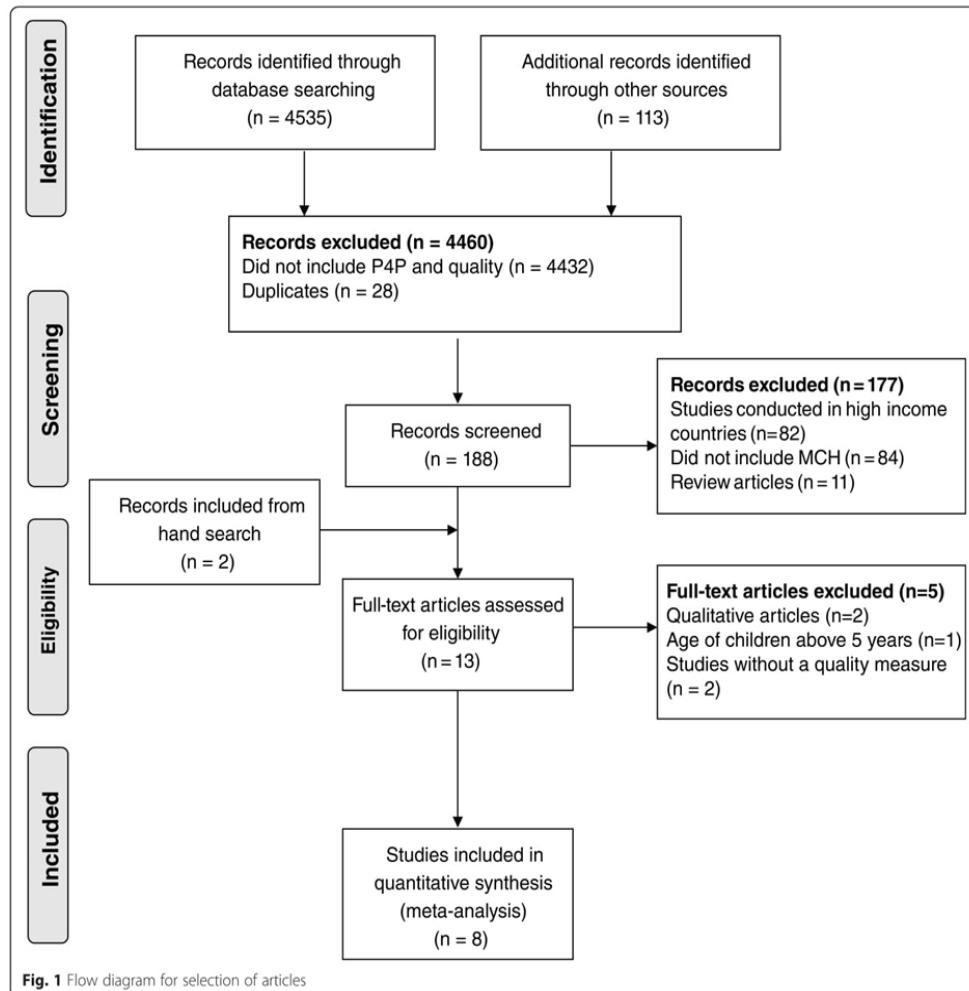 Identification
Records identified through
database searching
(n = 4535)
Additional records identified
through other sources
(n = 113)
Records excluded (n = 4460)
Did not include P4P and quality (n = 4432)
Duplicates (n = 28)
Screening
Records screened
(n = 188)
Records excluded (n = 177)
Studies conducted in high income
countries (n=82)
Did not include MCH (n = 84)
Review articles (n = 11)
Records included from
hand search
(n = 2)
Eligibility
Full-text articles assessed
for eligibility
(n = 13)
Full-text articles excluded (n=5)
Qualitative articles (n=2)
Age of children above 5 years (n=1)
Studies without a quality measure
(n = 2)
Included
Studies included in
quantitative synthesis
(meta-analysis)
(n = 8)
Fig. 1 Flow diagram for selection of articles